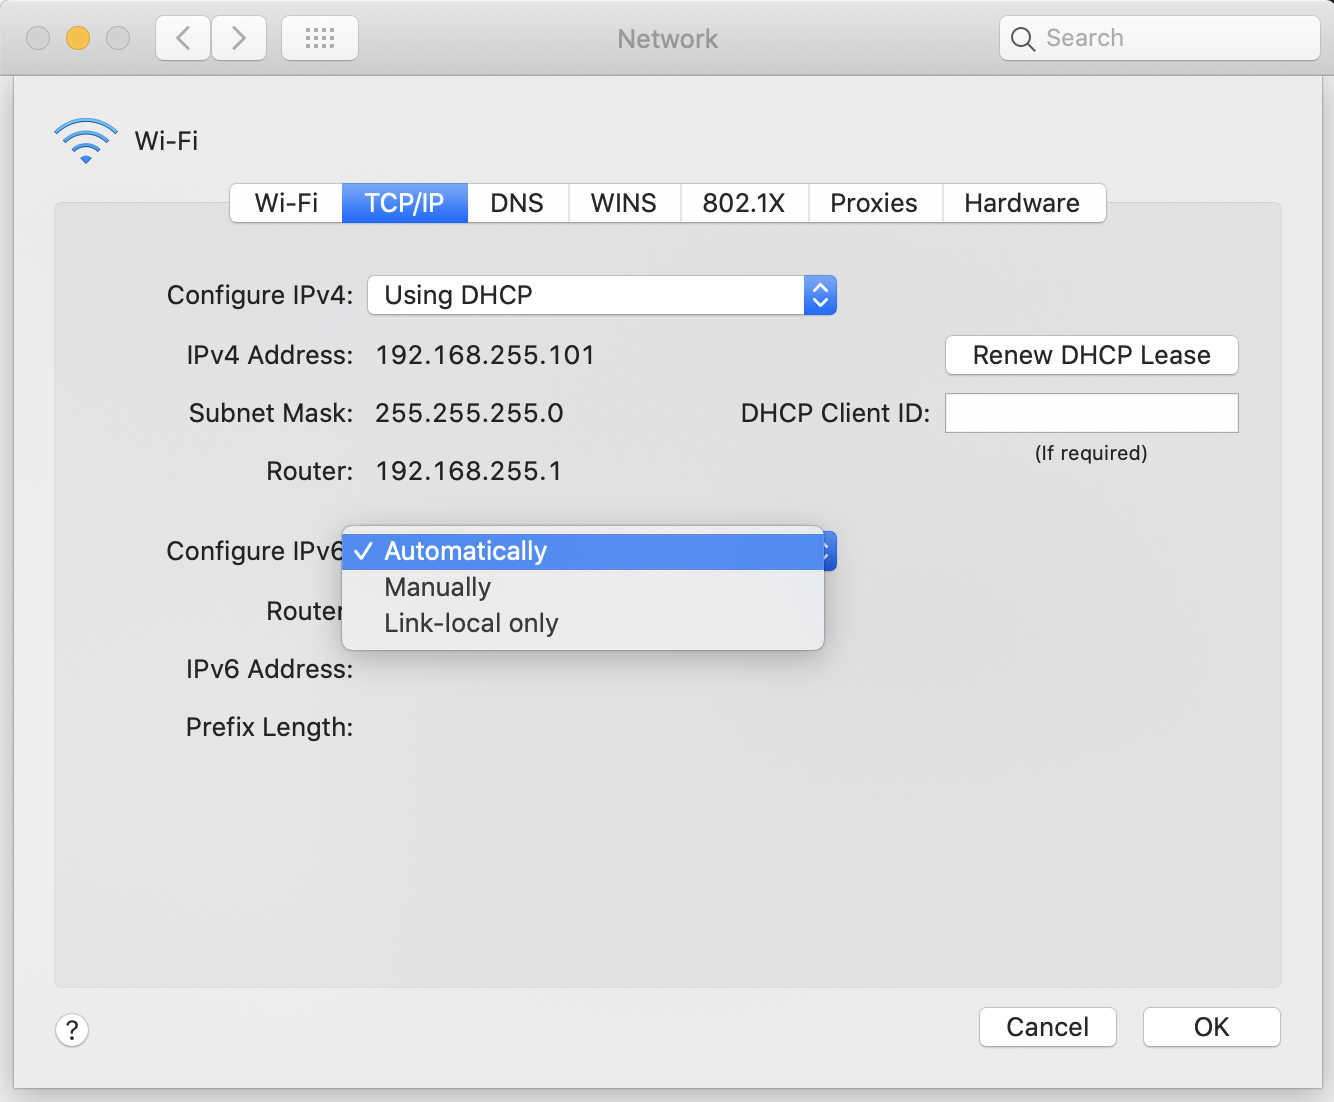 Network
Search
Wi-Fi
Wi-Fi TCP/IP DNS WINS 802.1X Proxies Hardware
Configure IPv4: Using DHCP
IPv4 Address: 192.168.255.101 Renew DHCP Lease
Subnet Mask: 255.255.255.0 DHCP Client ID:
(If required)
Router: 192.168.255.1
Configure IPv6 ✓ Automatically
Manually
Router Link-local only
IPv6 Address:
Prefix Length:
? Cancel OK